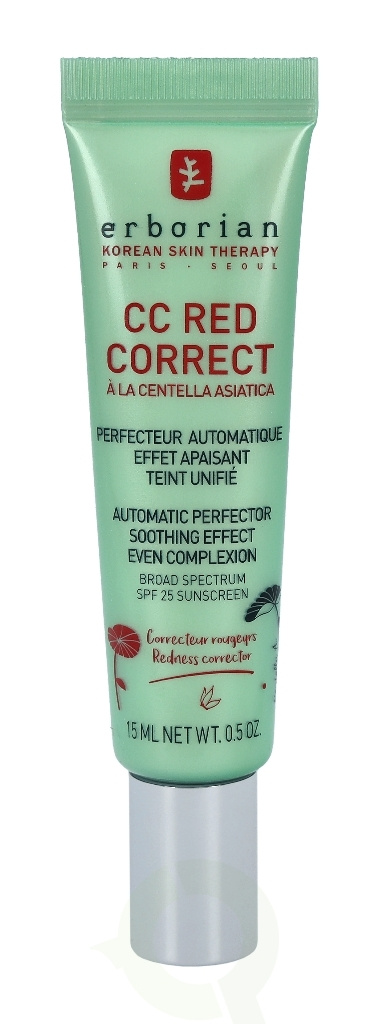 erborian
KOREAN SKIN THERAPY
PARIS - SEOUL
CC RED
CORRECT
À LA CENTELLA ASIATICA
PERFECTEUR AUTOMATIQUE
EFFET APAISANT
TEINT UNIFIÉ
AUTOMATIC PERFECTOR
SOOTHING EFFECT
EVEN COMPLEXION
BROAD SPECTRUM
SPF 25 SUNSCREEN
Correcteur rougeurs
Redness corrector
15 ML NET WT. 0.5 OZ.